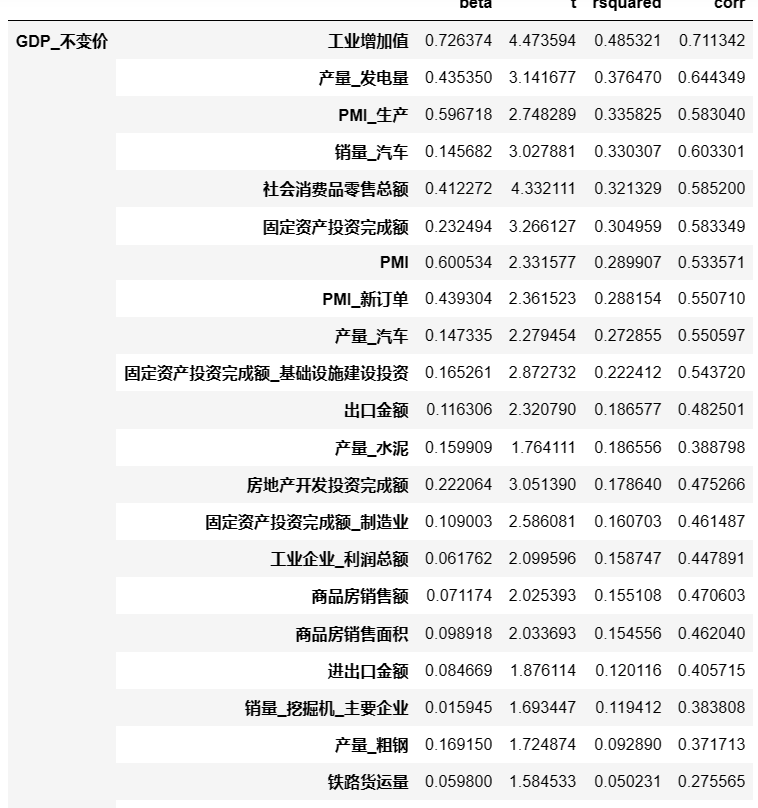 beta t rsquared corr
GDP_不变价 工业增加值 0.726374 4.473594 0.485321 0.711342
产量_发电量 0.435350 3.141677 0.376470 0.644349
PMI_生产 0.596718 2.748289 0.335825 0.583040
销量_汽车 0.145682 3.027881 0.330307 0.603301
社会消费品零售总额 0.412272 4.332111 0.321329 0.585200
固定资产投资完成额 0.232494 3.266127 0.304959 0.583349
PMI 0.600534 2.331577 0.289907 0.533571
PMI_新订单 0.439304 2.361523 0.288154 0.550710
产量_汽车 0.147335 2.279454 0.272855 0.550597
固定资产投资完成额_基础设施建设投资 0.165261 2.872732 0.222412 0.543720
出口金额 0.116306 2.320790 0.186577 0.482501
产量_水泥 0.159909 1.764111 0.186556 0.388798
房地产开发投资完成额 0.222064 3.051390 0.178640 0.475266
固定资产投资完成额_制造业 0.109003 2.586081 0.160703 0.461487
工业企业_利润总额 0.061762 2.099596 0.158747 0.447891
商品房销售额 0.071174 2.025393 0.155108 0.470603
商品房销售面积 0.098918 2.033693 0.154556 0.462040
进出口金额 0.084669 1.876114 0.120116 0.405715
销量_挖掘机_主要企业 0.015945 1.693447 0.119412 0.383808
产量_粗钢 0.169150 1.724874 0.092890 0.371713
铁路货运量 0.059800 1.584533 0.050231 0.275565